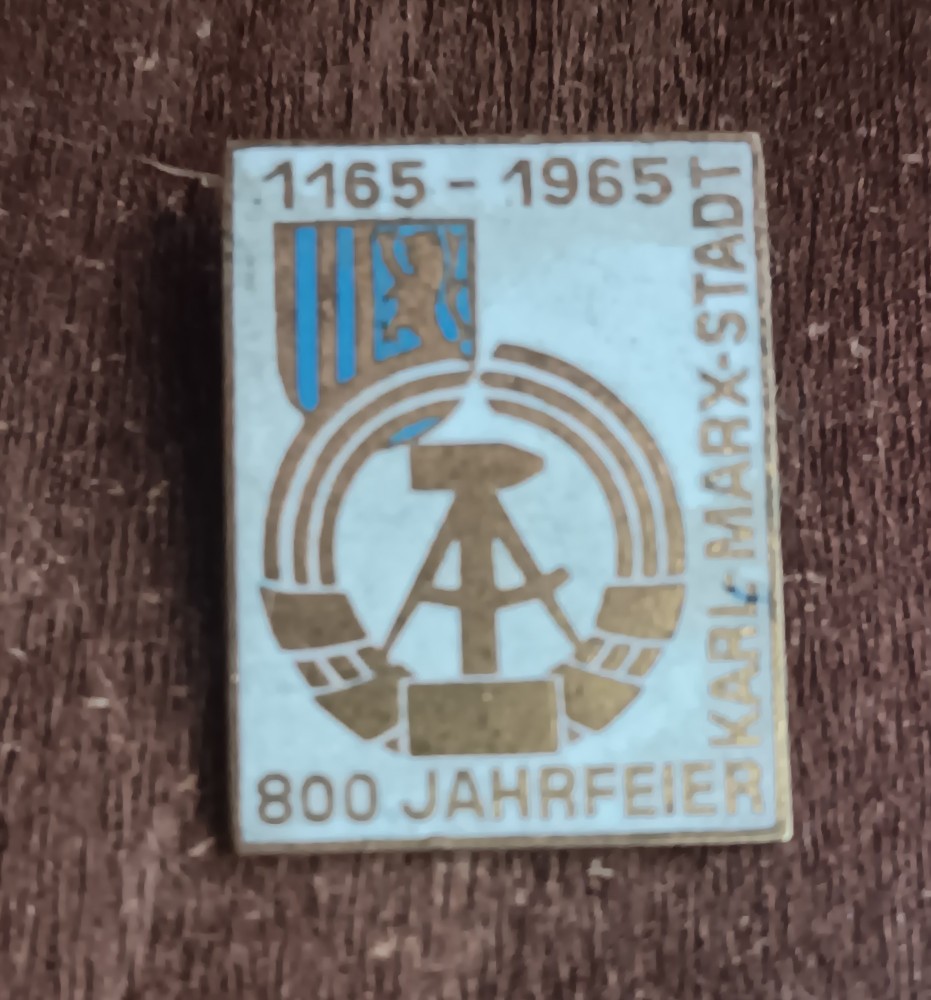 1165 - 1965
800 JAHRFEIER
KARL-MARX-STADT